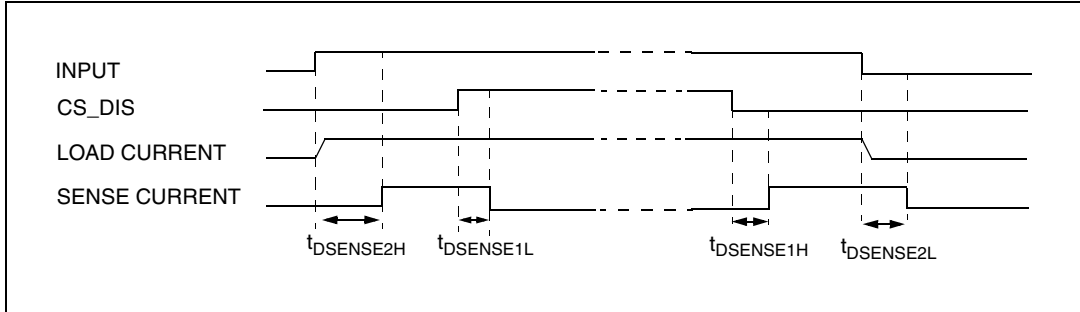 INPUT
CS_DIS
LOAD CURRENT
SENSE CURRENT
tDSENSE2H
tDSENSE1L
tDSENSE1H
tDSENSE2L